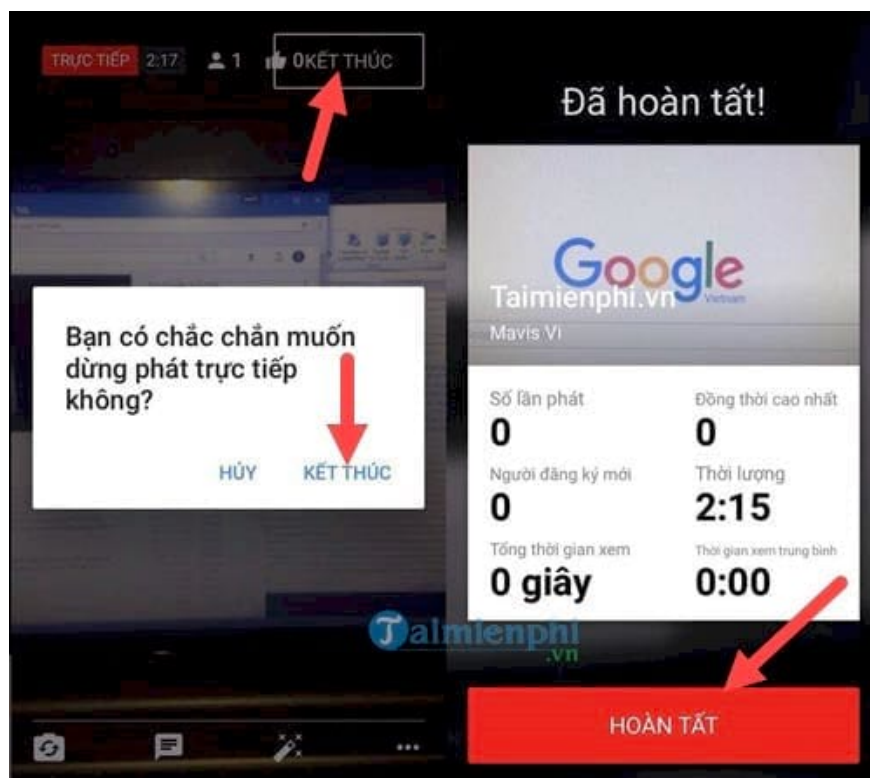 TRỰC TIẾP 2:17 1 0 KẾT THÚC
Bạn có chắc chắn muốn
dừng phát trực tiếp
không?
HỦY KẾT THÚC
Đã hoàn tất!
Google
Vietnam
Taimienphi.vn
Mavis Vi
Số lần phát Đồng thời cao nhất
0 0
Người đăng ký mới Thời lượng
0 2:15
Tổng thời gian xem Thời gian xem trung bình
0 giây 0:00
Taimienphi
.vn
HOÀN TẤT